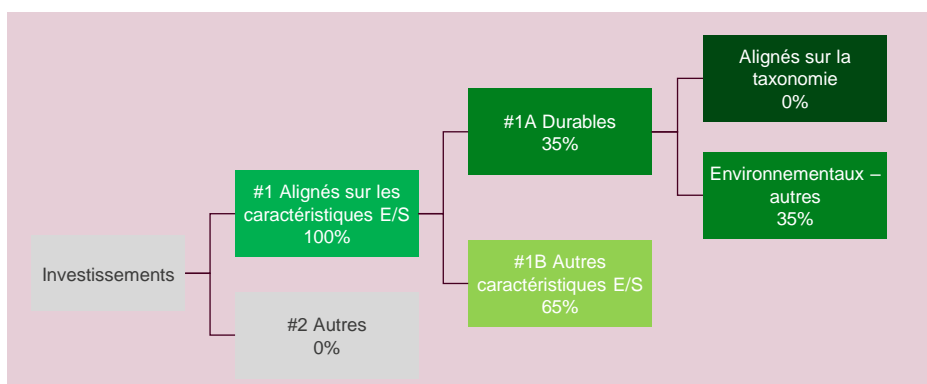 Investissements
#1 Alignés sur les
caractéristiques E/S
100%
#2 Autres
0%
#1A Durables
35%
#1B Autres
caractéristiques E/S
65%
Alignés sur la
taxonomie
0%
Environnementaux –
autres
35%